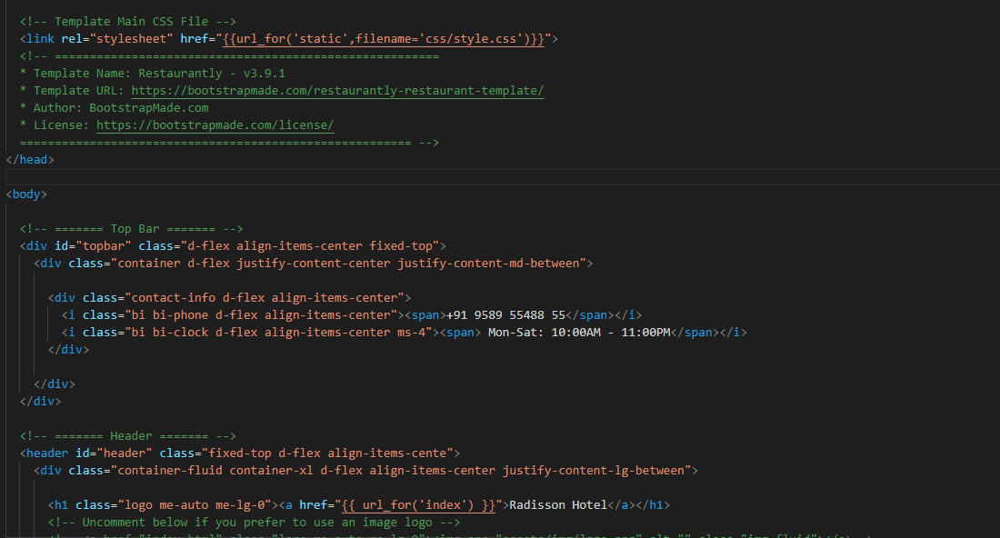 <!-- Template Main CSS File -->
<link rel="stylesheet" href="{{url_for('static',filename='css/style.css')}}">
<!-- =======================================================
* Template Name: Restaurantly - v3.9.1
* Template URL: https://bootstrapmade.com/restaurantly-restaurant-template/
* Author: BootstrapMade.com
* License: https://bootstrapmade.com/license/
======================================================== -->
</head>
<body>
<!-- ======= Top Bar ======= -->
<div id="topbar" class="d-flex align-items-center fixed-top">
<div class="container d-flex justify-content-center justify-content-md-between">
<div class="contact-info d-flex align-items-center">
<i class="bi bi-phone d-flex align-items-center"><span>+91 9589 55488 55</span></i>
<i class="bi bi-clock d-flex align-items-center ms-4"><span> Mon-Sat: 10:00AM - 11:00PM</span></i>
</div>
</div>
</div>
<!-- ======= Header ======= -->
<header id="header" class="fixed-top d-flex align-items-cente">
<div class="container-fluid container-xl d-flex align-items-center justify-content-lg-between">
<h1 class="logo me-auto me-lg-0"><a href="{{ url_for('index') }}">Radisson Hotel</a></h1>
<!-- Uncomment below if you prefer to use an image logo -->